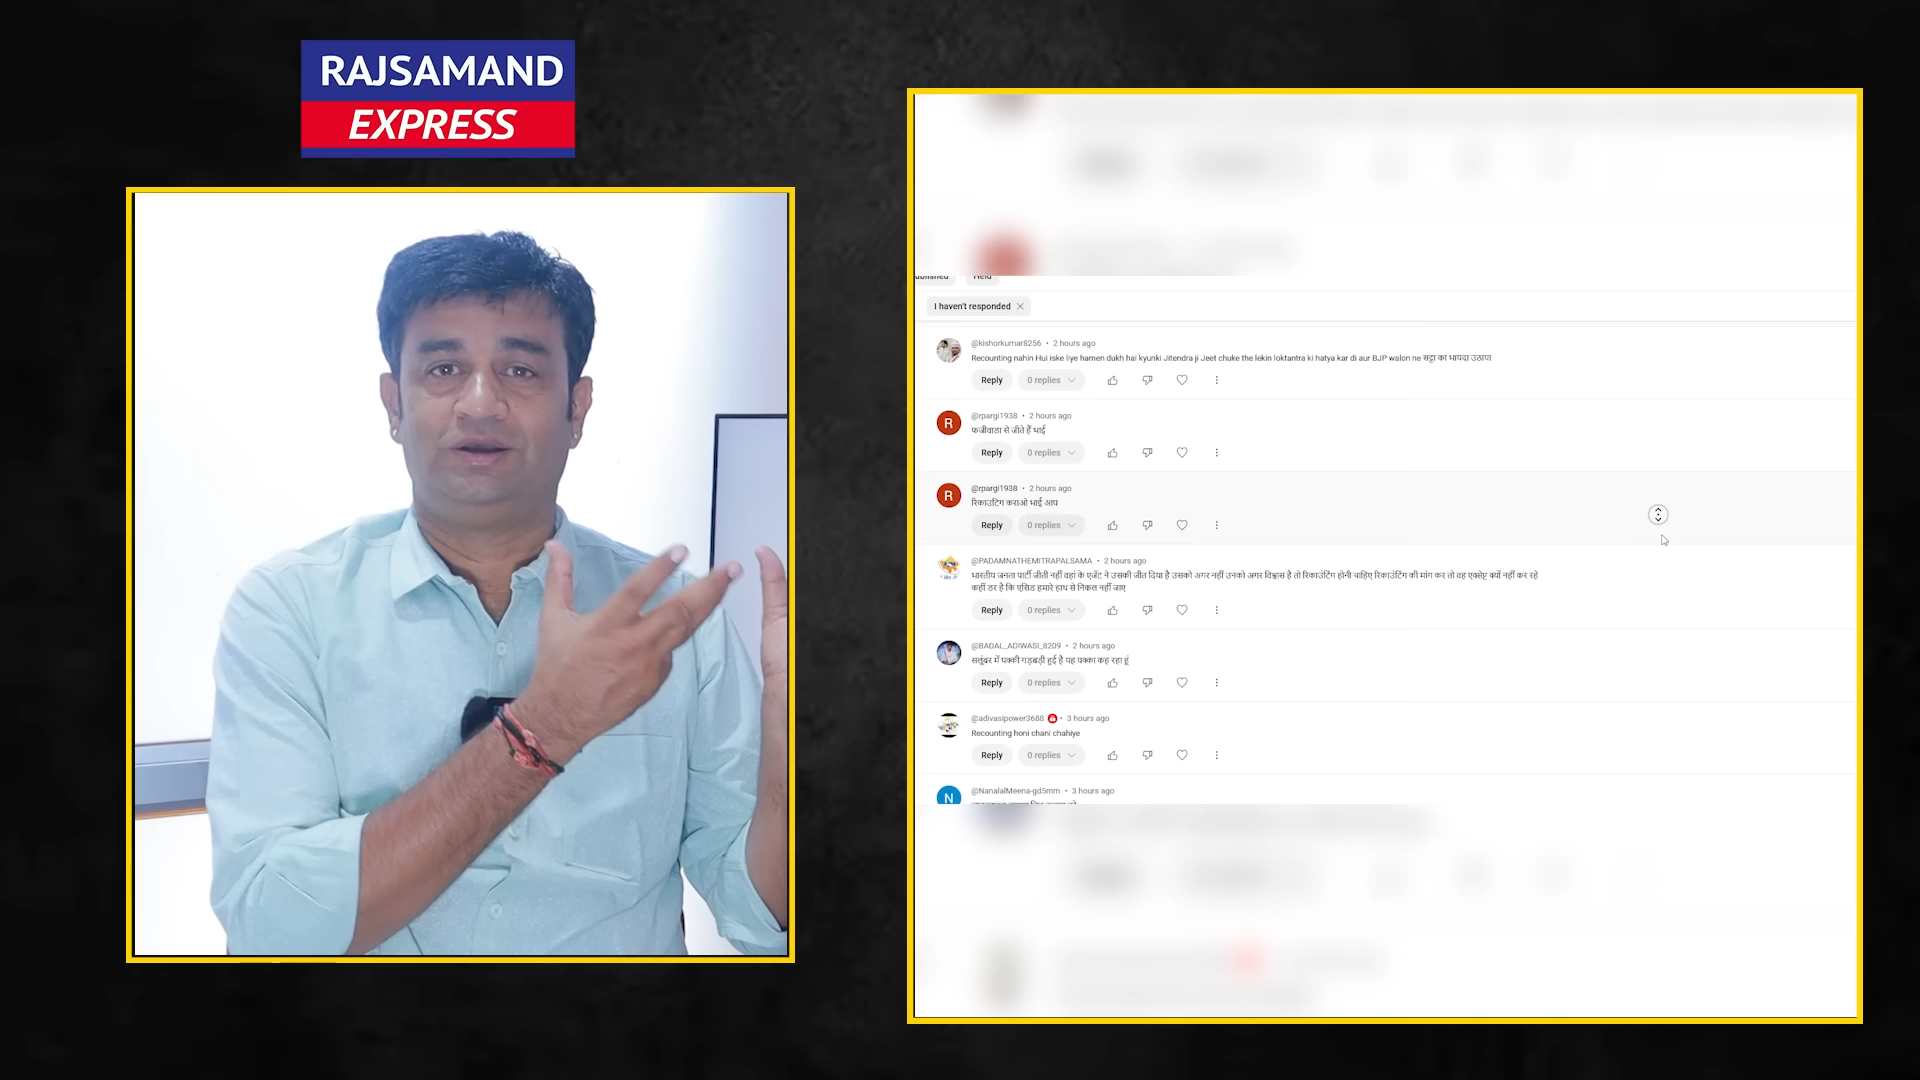 RAJSAMAND
EXPRESS
Held
I haven't responded
@kishorkumar8256 • 2 hours ago
Recounting nahin Hui iske liye hamen dukh hai kyunki Jitendra ji Jeet chuke the lekin loktantra ki hatya kar di aur BJP walon ne सट्टा का भायदा उठाया
Reply 0 replies
@rpargi1938 • 2 hours ago
फर्जीवाडा से जीते हैं भाई
Reply 0 replies
@rpargi1938 • 2 hours ago
रिकाउटिंग कराओ भाई आप
Reply 0 replies
@PADAMNATHEMITRAPALSAMA • 2 hours ago
भारतीय जनता पार्टी जीती नहीं वहां के एजेंट ने उसकी जीत दिया है उसको अगर नहीं उनको अगर विश्वास है तो रिकाउंटिंग होनी चाहिए रिकाउंटिंग की मांग कर तो वह एक्सेप्ट क्यों नहीं कर रहे
कहीं डर है कि एसिड हमारे हाथ से निकल नहीं जाए
Reply 0 replies
@BADAL_ADIWASI_8209 • 2 hours ago
सलूंबर में पक्की गड़बड़ी हुई है यह पक्का कह रहा हूं
Reply 0 replies
@adivasipower3688 • 3 hours ago
Recounting honi chani chahiye
Reply 0 replies
@NanalalMeena-gd5mm • 3 hours ago